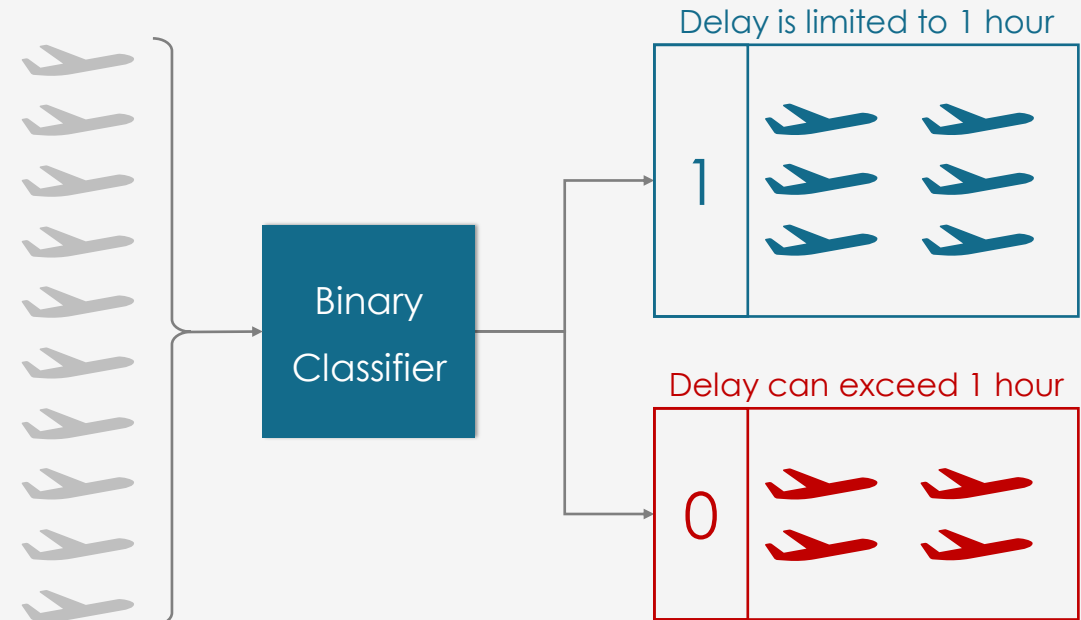 Delay is limited to 1 hour
1
Binary
Classifier
Delay can exceed 1 hour
0